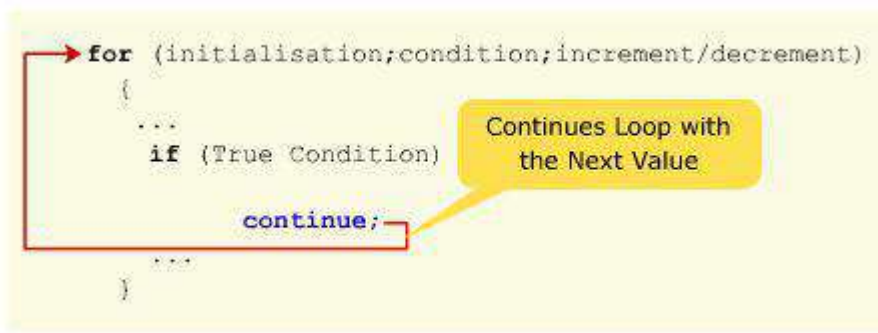 for (initialisation;condition;increment/decrement)
{
...
if (True Condition)
Continues Loop with
the Next Value
continue;
...
}